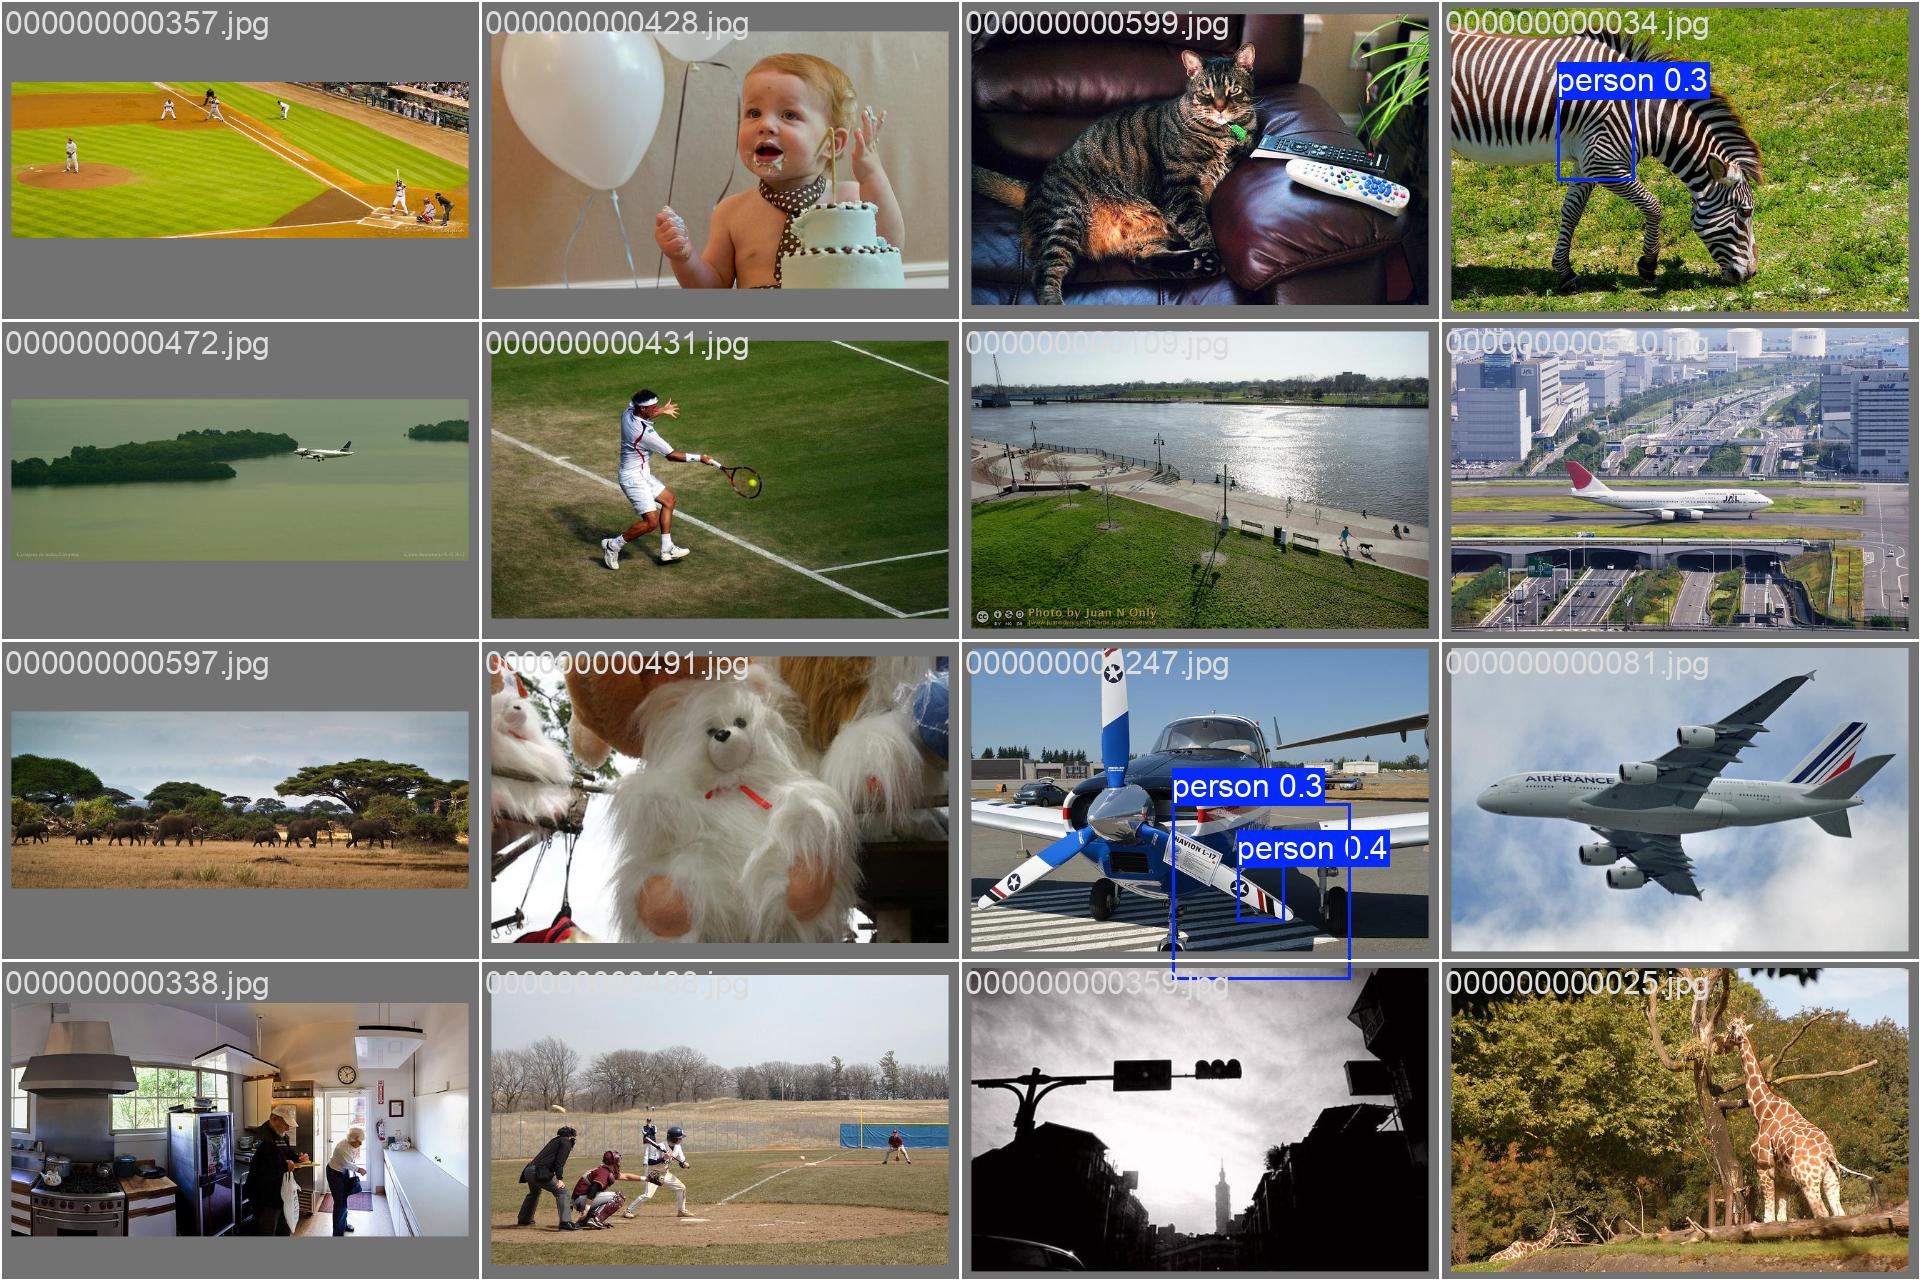 000000000357.jpg
000000000428.jpg
000000000599.jpg
000000000034.jpg
person 0.3
000000000472.jpg
000000000431.jpg
000000000109.jpg
000000000540.jpg
JAL
Photo by Juan N Only
000000000597.jpg
000000000491.jpg
000000000247.jpg
000000000081.jpg
person 0.3
person 0.4
NAVION L-17
AIRFRANCE
000000000338.jpg
000000000488.jpg
000000000359.jpg
000000000025.jpg